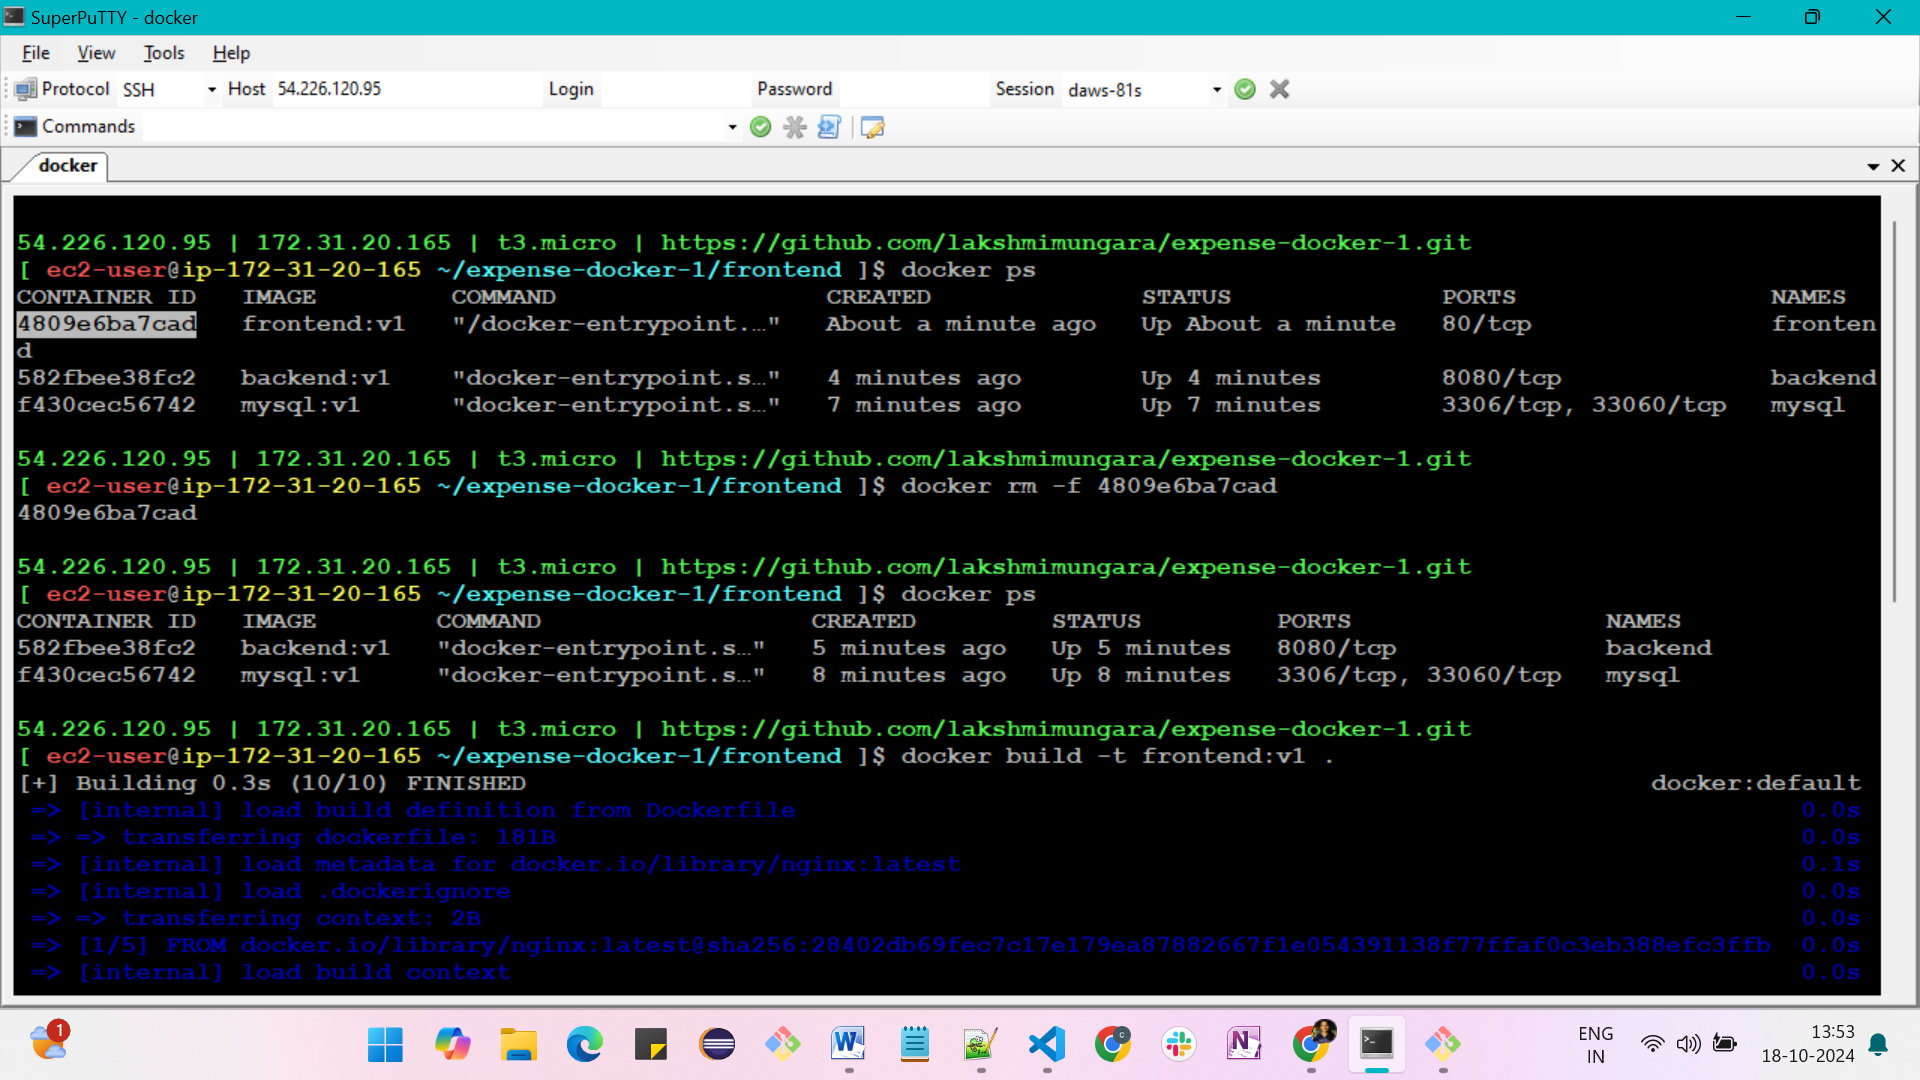 SuperPuTTY - docker
File View Tools Help
Protocol SSH Host 54.226.120.95 Login Password Session daws-81s
Commands
docker
54.226.120.95 | 172.31.20.165 | t3.micro | https://github.com/lakshmimungara/expense-docker-1.git
[ ec2-user@ip-172-31-20-165 ~/expense-docker-1/frontend ]$ docker ps
CONTAINER ID IMAGE COMMAND CREATED STATUS PORTS NAMES
4809e6ba7cad frontend:v1 "/docker-entrypoint.…" About a minute ago Up About a minute 80/tcp fronten
d
582fbee38fc2 backend:v1 "docker-entrypoint.s…" 4 minutes ago Up 4 minutes 8080/tcp backend
f430cec56742 mysql:v1 "docker-entrypoint.s…" 7 minutes ago Up 7 minutes 3306/tcp, 33060/tcp mysql
54.226.120.95 | 172.31.20.165 | t3.micro | https://github.com/lakshmimungara/expense-docker-1.git
[ ec2-user@ip-172-31-20-165 ~/expense-docker-1/frontend ]$ docker rm -f 4809e6ba7cad
4809e6ba7cad
54.226.120.95 | 172.31.20.165 | t3.micro | https://github.com/lakshmimungara/expense-docker-1.git
[ ec2-user@ip-172-31-20-165 ~/expense-docker-1/frontend ]$ docker ps
CONTAINER ID IMAGE COMMAND CREATED STATUS PORTS NAMES
582fbee38fc2 backend:v1 "docker-entrypoint.s…" 5 minutes ago Up 5 minutes 8080/tcp backend
f430cec56742 mysql:v1 "docker-entrypoint.s…" 8 minutes ago Up 8 minutes 3306/tcp, 33060/tcp mysql
54.226.120.95 | 172.31.20.165 | t3.micro | https://github.com/lakshmimungara/expense-docker-1.git
[ ec2-user@ip-172-31-20-165 ~/expense-docker-1/frontend ]$ docker build -t frontend:v1 .
[+] Building 0.3s (10/10) FINISHED docker:default
=> [internal] load build definition from Dockerfile 0.0s
=> => transferring dockerfile: 181B 0.0s
=> [internal] load metadata for docker.io/library/nginx:latest 0.1s
=> [internal] load .dockerignore 0.0s
=> => transferring context: 2B 0.0s
=> [1/5] FROM docker.io/library/nginx:latest@sha256:28402db69fec7c17e179ea87882667f1e054391138f77ffaf0c3eb388efc3ffb 0.0s
=> [internal] load build context 0.0s
1
ENG
IN
13:53
18-10-2024